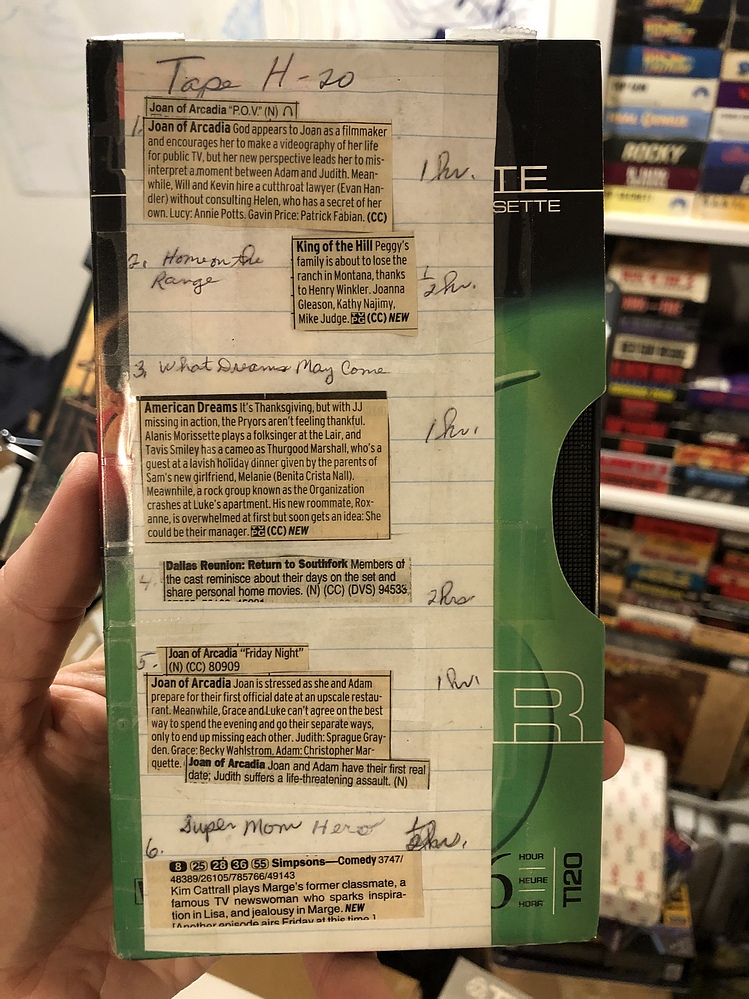 Tape H-20
Joan of Arcadia "P.O.V." (N)
1.
Joan of Arcadia God appears to Joan as a filmmaker
and encourages her to make a videography of her life
for public TV, but her new perspective leads her to mis-
interpret a moment between Adam and Judith. Mean-
while, Will and Kevin hire a cutthroat lawyer (Evan Han-
dler) without consulting Helen, who has a secret of her
own. Lucy: Annie Potts. Gavin Price: Patrick Fabian. (CC)
1 hr.
TE
SETTE
2. Home on the
Range
King of the Hill Peggy's
family is about to lose the
ranch in Montana, thanks
to Henry Winkler. Joanna
Gleason, Kathy Najimy,
Mike Judge. PG (CC) NEW
1/2 hr.
3. What Dreams May Come
American Dreams It's Thanksgiving, but with JJ
missing in action, the Pryors aren't feeling thankful.
Alanis Morissette plays a folksinger at the Lair, and
Tavis Smiley has a cameo as Thurgood Marshall, who's a
guest at a lavish holiday dinner given by the parents of
Sam's new girlfriend, Melanie (Benita Crista Nall).
Meawnhile, a rock group known as the Organization
crashes at Luke's apartment. His new roommate, Rox-
anne, is overwhelmed at first but soon gets an idea: She
could be their manager. PG (CC) NEW
1 hr.
4.
Dallas Reunion: Return to Southfork Members of
the cast reminisce about their days on the set and
share personal home movies. (N) (CC) (DVS) 94533
2 hrs
5.
Joan of Arcadia "Friday Night"
(N) (CC) 80909
Joan of Arcadia Joan is stressed as she and Adam
prepare for their first official date at an upscale restau-
rant. Meanwhile, Grace and Luke can't agree on the best
way to spend the evening and go their separate ways,
only to end up missing each other. Judith: Sprague Gray-
den. Grace: Becky Wahlstrom. Adam: Christopher Mar-
quette.
Joan of Arcadia Joan and Adam have their first real
date; Judith suffers a life-threatening assault. (N)
1 hr.
R
6.
Super Mom Hero
1/2 hr.
8 25 28 36 55 Simpsons—Comedy 3747/
48389/26105/785766/49143
Kim Cattrall plays Marge's former classmate, a
famous TV newswoman who sparks inspira-
tion in Lisa, and jealousy in Marge. NEW
[Another episode airs Friday at this time.]
6
HOUR
HEURE
HORA
T120
ROCKY